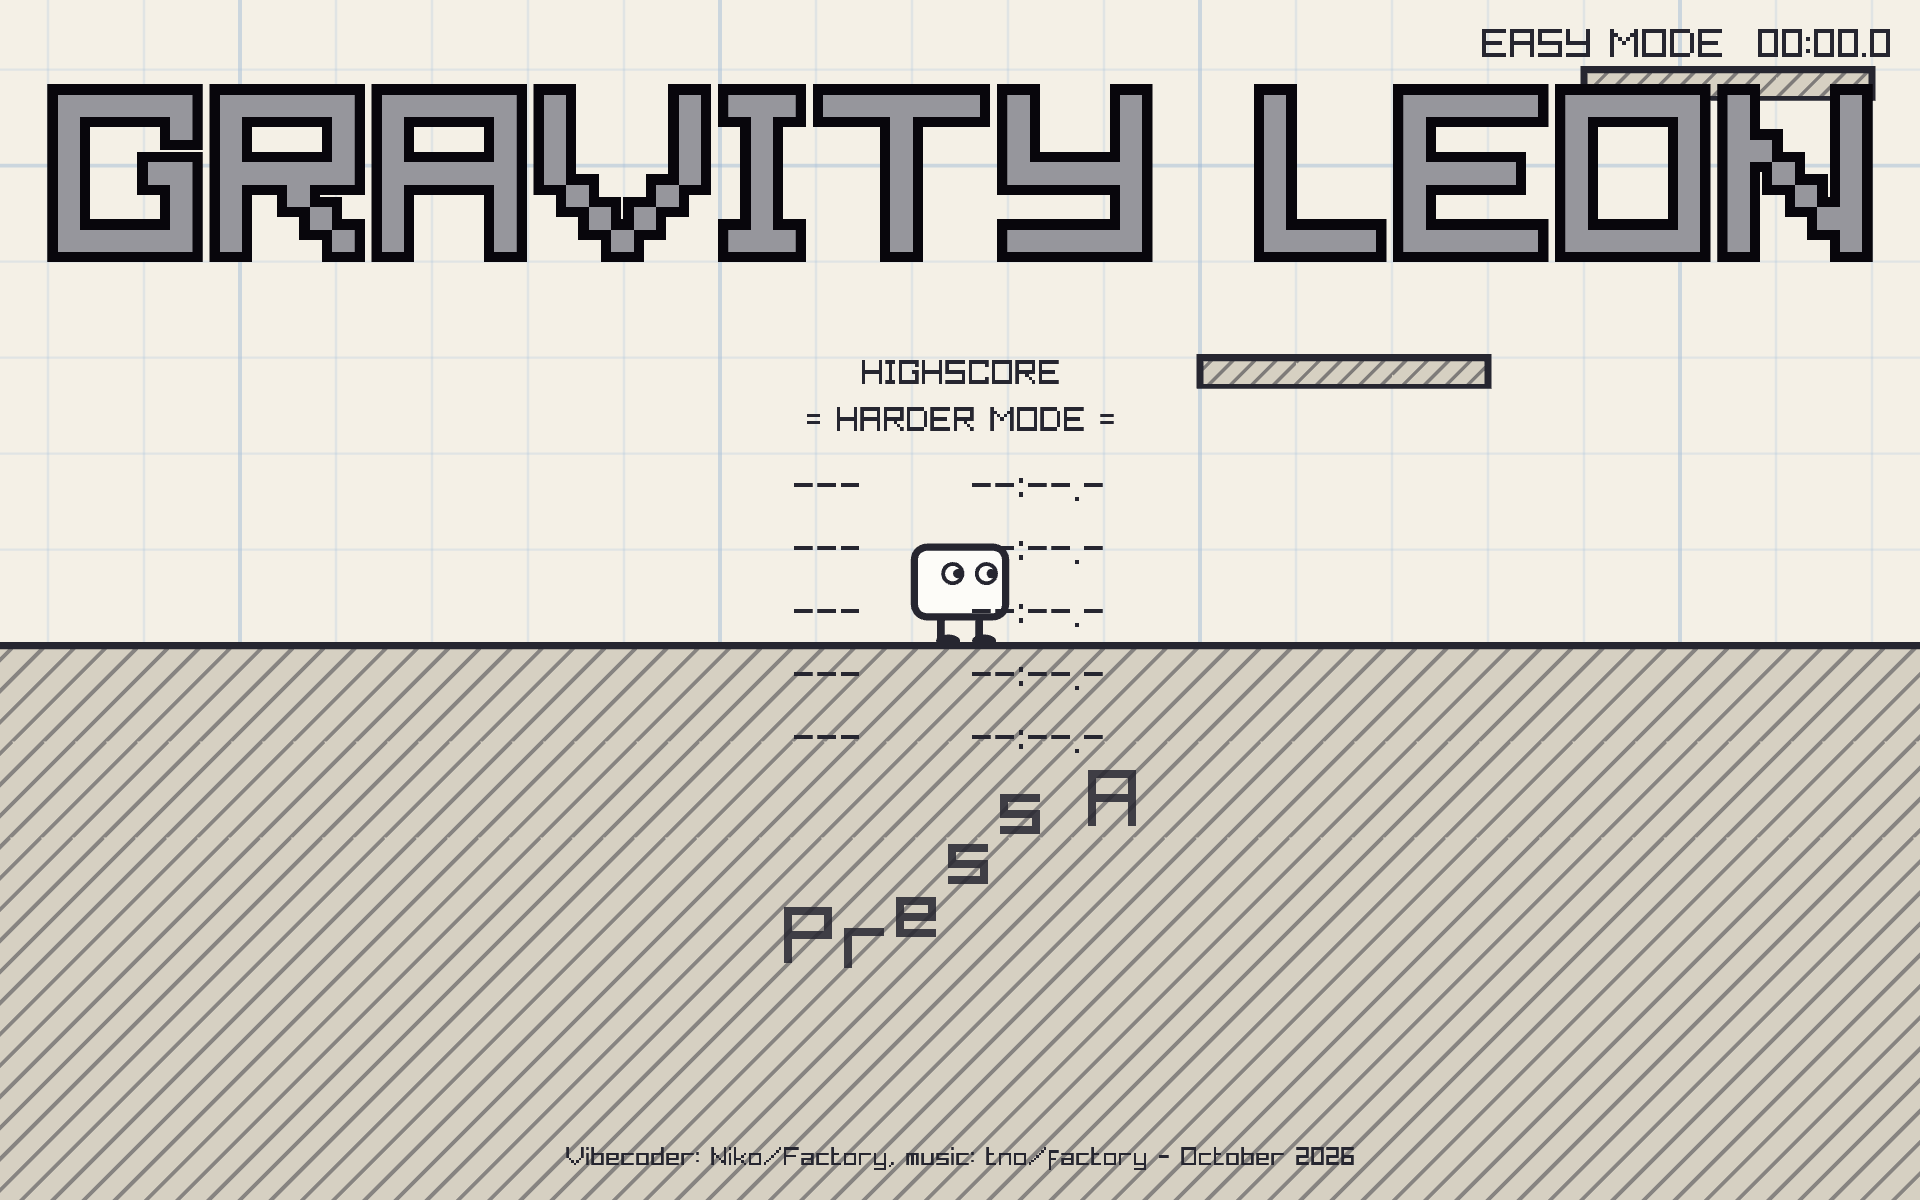 EASY MODE 00:00.0
GRAVITY LEON
HIGHSCORE
= HARDER MODE =
--- --:--.-
--- --:--.-
--- --:--.-
--- --:--.-
--- --:--.-
Press A
Vibecoder: Niko/Factory, music: tno/factory - October 2026